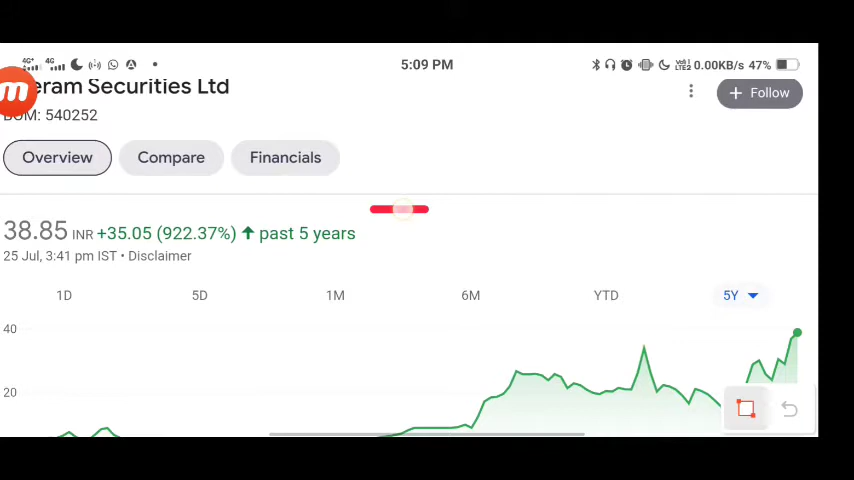 5:09 PM
0.00KB/s 47%
eram Securities Ltd
BOM: 540252
+ Follow
Overview Compare Financials
38.85 INR +35.05 (922.37%) ↑ past 5 years
25 Jul, 3:41 pm IST • Disclaimer
1D 5D 1M 6M YTD 5Y
40
20